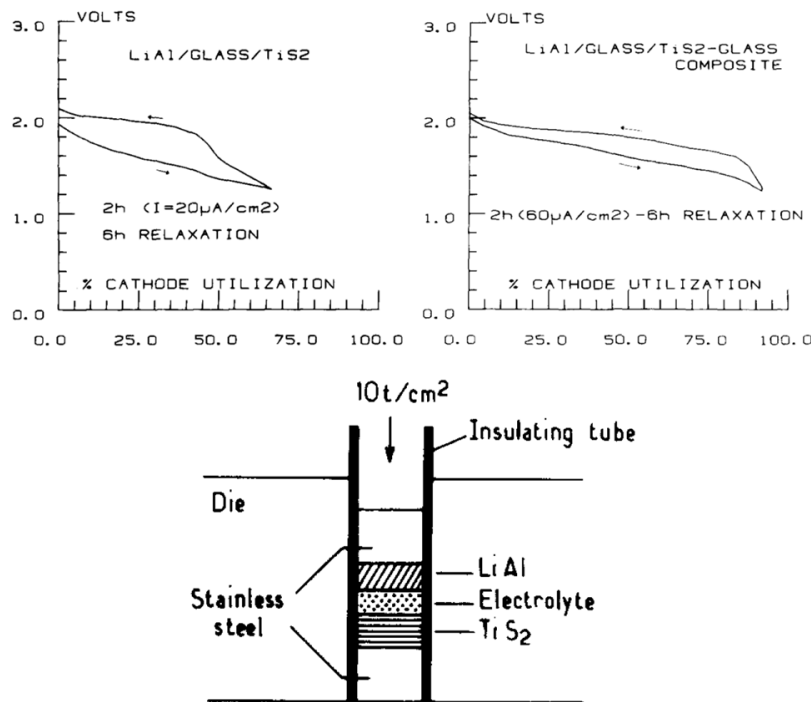 3.0
VOLTS
LiAl/GLASS/TiS2
2.0
1.0
2h (I=20µA/cm2)
6h RELAXATION
% CATHODE UTILIZATION
0.0
0.0 25.0 50.0 75.0 100.0
3.0
VOLTS
LiAl/GLASS/TiS2-GLASS
COMPOSITE
2.0
1.0
2h(60µA/cm2)-6h RELAXATION
% CATHODE UTILIZATION
0.0
0.0 25.0 50.0 75.0 100.0
10t/cm2
Insulating tube
Die
LiAl
Stainless
steel
Electrolyte
TiS2